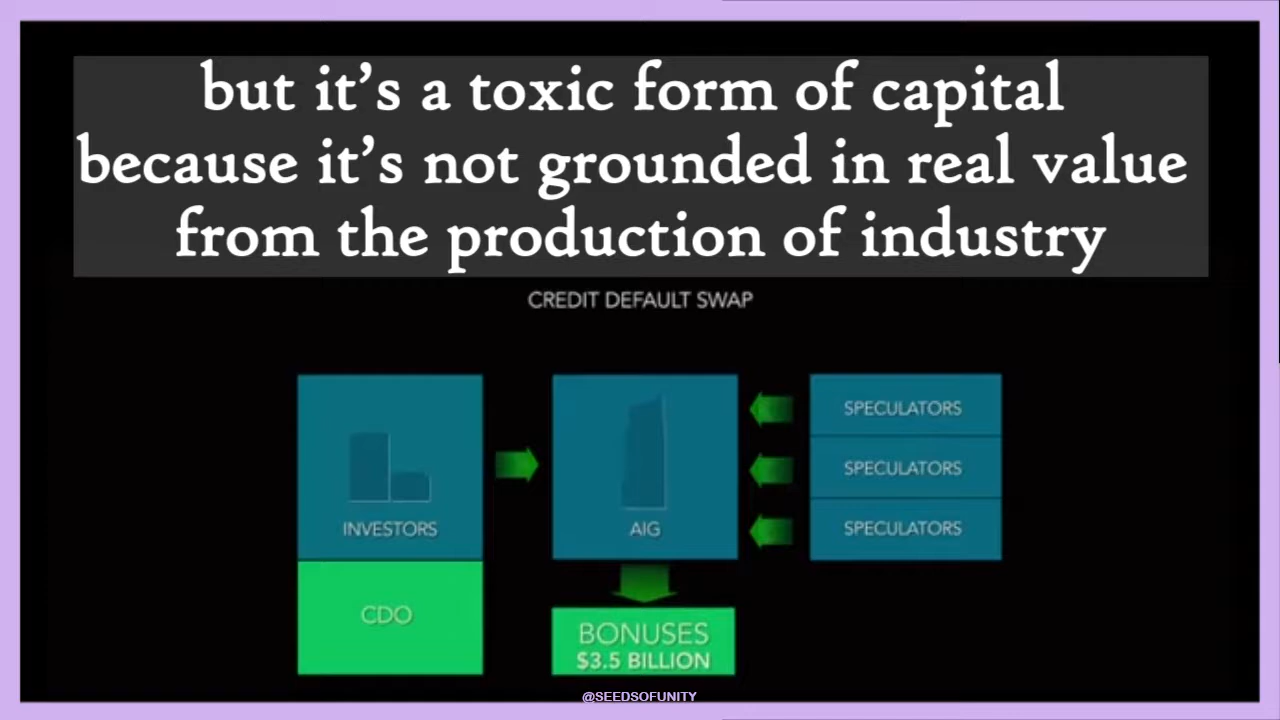 but it’s a toxic form of capital
because it’s not grounded in real value
from the production of industry
CREDIT DEFAULT SWAP
INVESTORS
CDO
AIG
BONUSES
$3.5 BILLION
SPECULATORS
SPECULATORS
SPECULATORS
@SEEDSOFUNITY